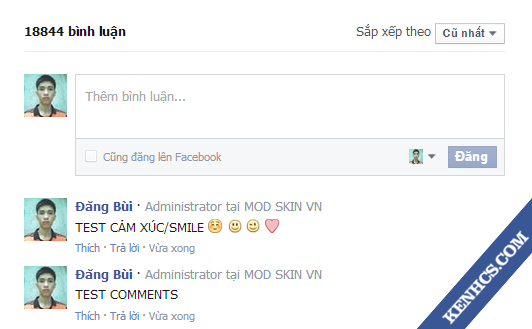 18844 bình luận
Sắp xếp theo Cũ nhất
Thêm bình luận...
Cũng đăng lên Facebook
Đăng
Đăng Bùi · Administrator tại MOD SKIN VN
TEST CẢM XÚC/SMILE
Thích · Trả lời · Vừa xong
Đăng Bùi · Administrator tại MOD SKIN VN
TEST COMMENTS
Thích · Trả lời · Vừa xong
KENHCS.COM